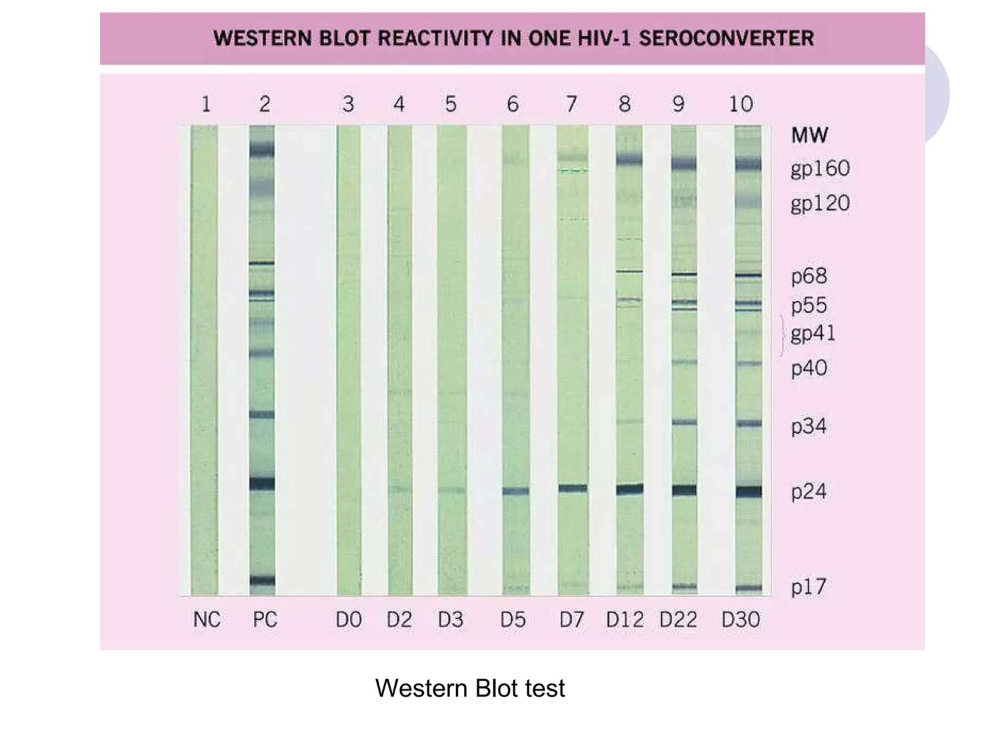 WESTERN BLOT REACTIVITY IN ONE HIV-1 SEROCONVERTER
1 2 3 4 5 6 7 8 9 10
MW
gp160
gp120
p68
p55
gp41
p40
p34
p24
p17
NC PC D0 D2 D3 D5 D7 D12 D22 D30
Western Blot test